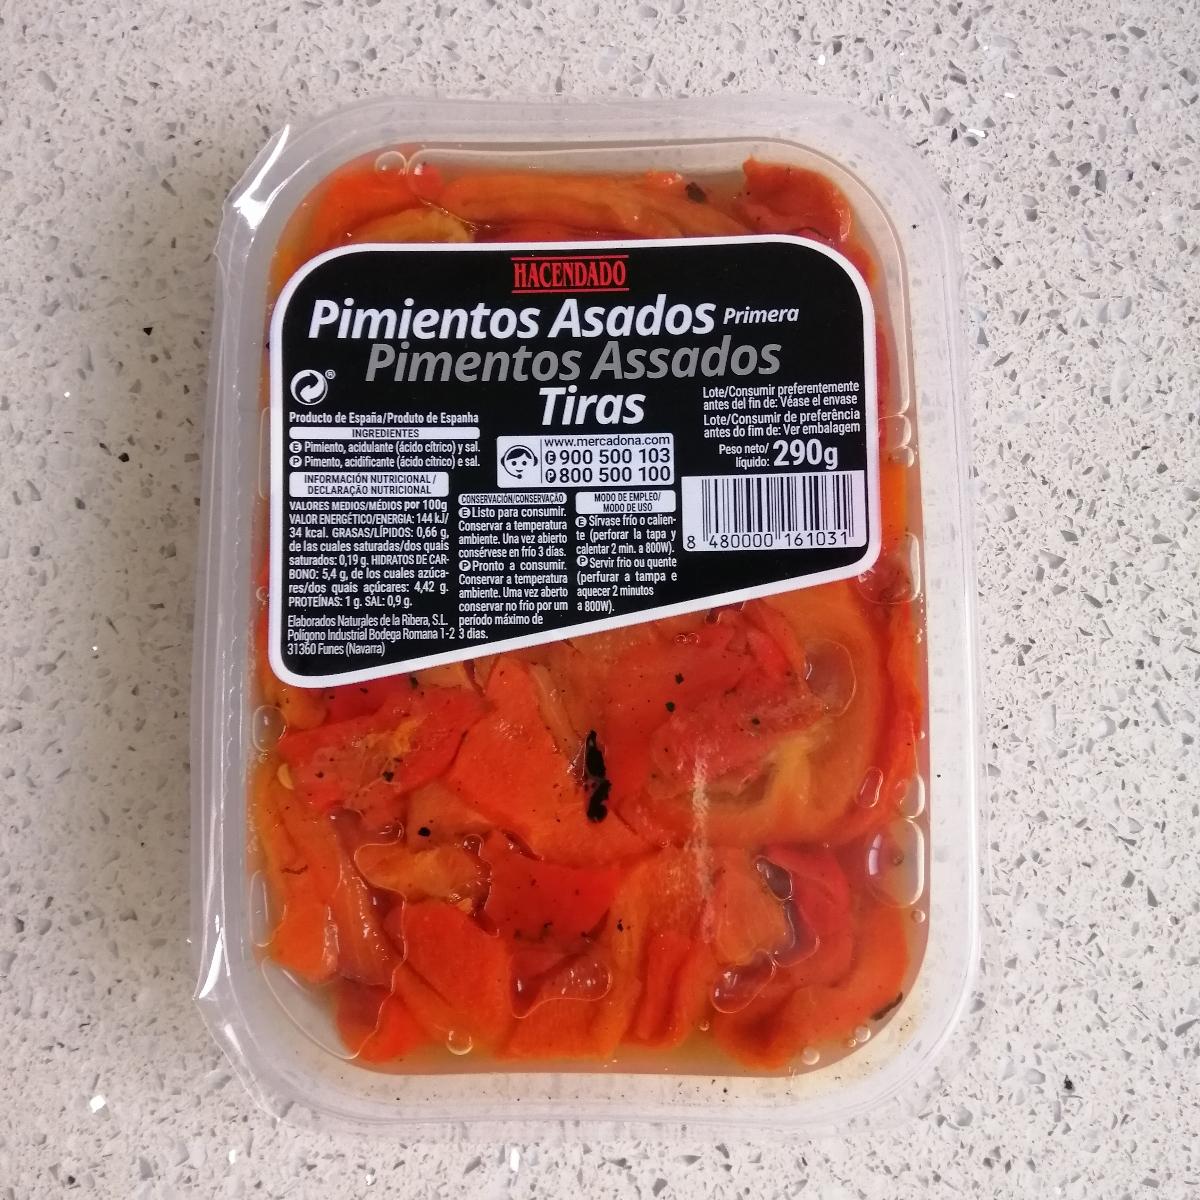 HACENDADO
Pimientos Asados Primera
Pimentos Assados
Tiras
®
Producto de España/Produto de Espanha
INGREDIENTES
E Pimiento, acidulante (ácido cítrico) y sal.
P Pimento, acidificante (ácido cítrico) e sal.
INFORMACIÓN NUTRICIONAL /
DECLARAÇÃO NUTRICIONAL
VALORES MEDIOS/MÉDIOS por 100g
VALOR ENERGÉTICO/ENERGIA: 144 kJ/
34 kcal. GRASAS/LÍPIDOS: 0,66 g,
de las cuales saturadas/dos quais
saturados: 0,19 g. HIDRATOS DE CAR-
BONO: 5,4 g, de los cuales azúca-
res/dos quais açúcares: 4,42 g.
PROTEÍNAS: 1 g. SAL: 0,9 g.
Elaborados Naturales de la Ribera, S.L.
Polígono Industrial Bodega Romana 1-2
31360 Funes (Navarra)
www.mercadona.com
E 900 500 103
P 800 500 100
CONSERVACIÓN/CONSERVAÇÃO
E Listo para consumir.
Conservar a temperatura
ambiente. Una vez abierto
consérvese en frío 3 días.
P Pronto a consumir.
Conservar a temperatura
ambiente. Uma vez aberto
conservar no frio por um
período máximo de
3 dias.
MODO DE EMPLEO/
MODO DE USO
E Sírvase frío o calien-
te (perforar la tapa y
calentar 2 min. a 800W).
P Servir frio ou quente
(perfurar a tampa e
aquecer 2 minutos
a 800W).
Lote/Consumir preferentemente
antes del fin de: Véase el envase
Lote/Consumir de preferência
antes do fim de: Ver embalagem
Peso neto/
líquido: 290g
8 480000 161031